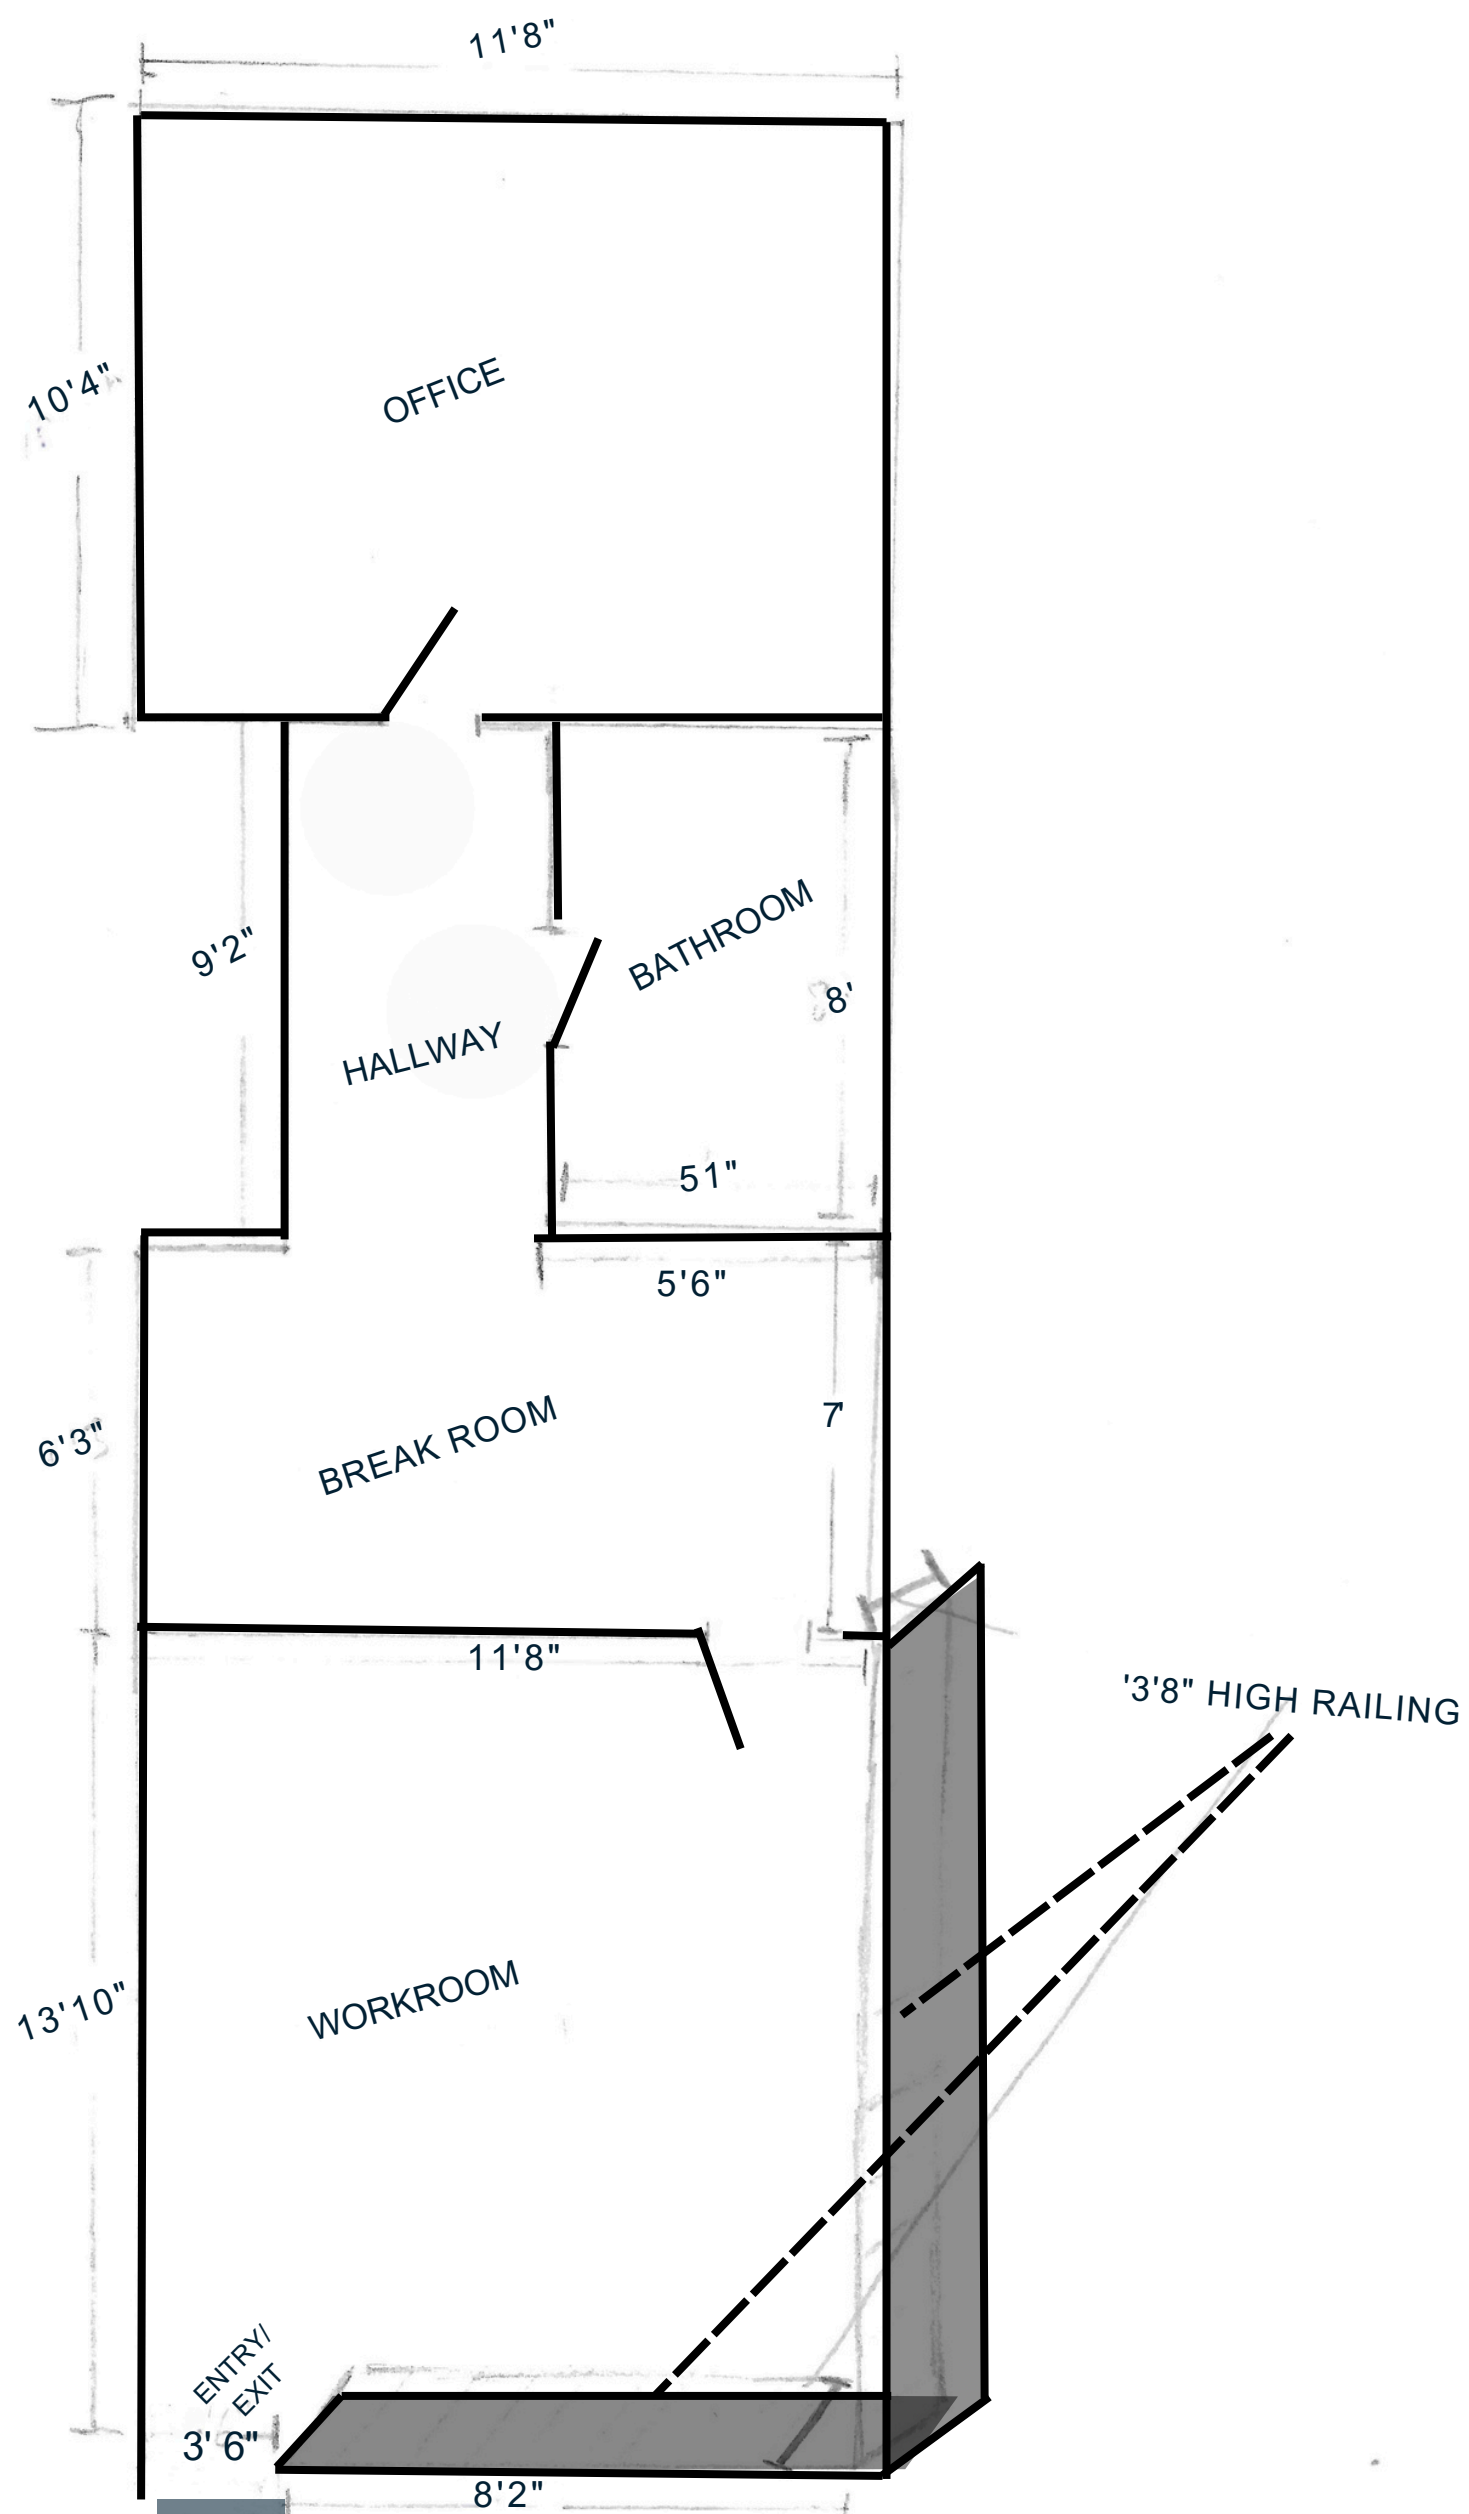 11'8"
10'4"
OFFICE
9'2"
BATHROOM
8'
HALLWAY
51"
5'6"
6'3"
BREAK ROOM
7'
11'8"
'3'8" HIGH RAILING
13'10"
WORKROOM
ENTRY/
EXIT
3' 6"
8'2"